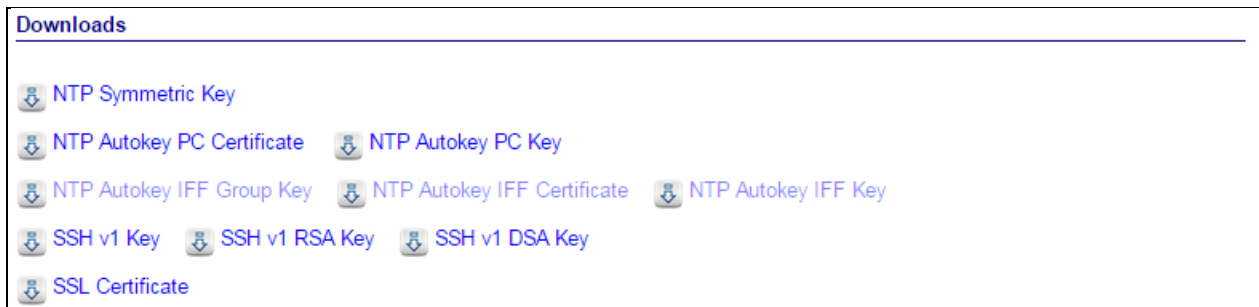 Downloads
NTP Symmetric Key
NTP Autokey PC Certificate NTP Autokey PC Key
NTP Autokey IFF Group Key NTP Autokey IFF Certificate NTP Autokey IFF Key
SSH v1 Key SSH v1 RSA Key SSH v1 DSA Key
SSL Certificate